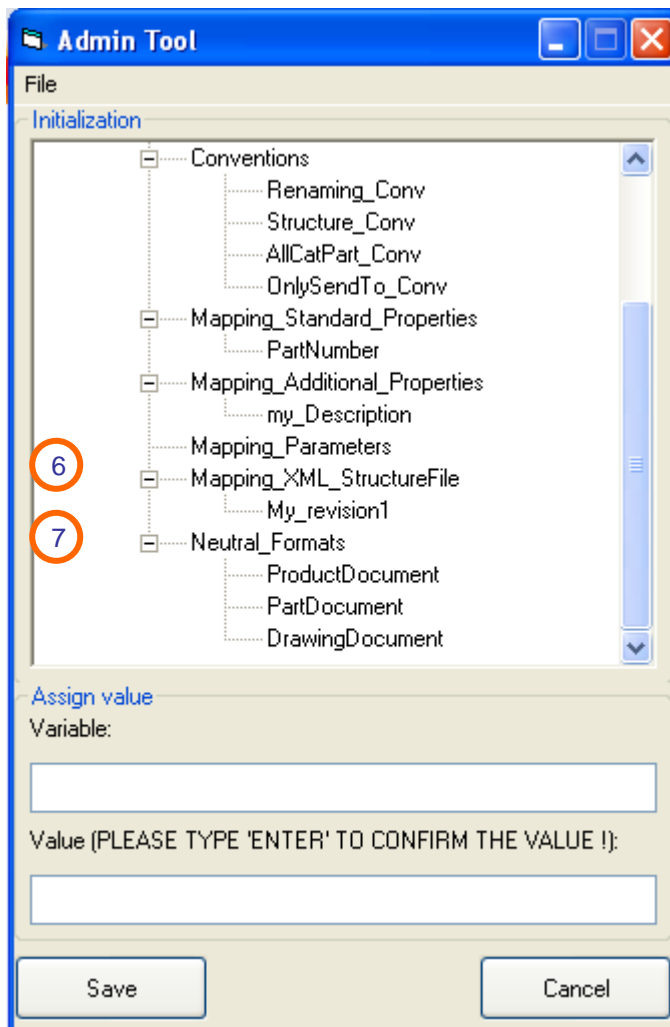 Admin Tool
File
Initialization
Conventions
Renaming_Conv
Structure_Conv
AllCatPart_Conv
OnlySendTo_Conv
Mapping_Standard_Properties
PartNumber
Mapping_Additional_Properties
my_Description
Mapping_Parameters
6 Mapping_XML_StructureFile
My_revision1
7 Neutral_Formats
ProductDocument
PartDocument
DrawingDocument
Assign value
Variable:
Value (PLEASE TYPE 'ENTER' TO CONFIRM THE VALUE !):
Save Cancel